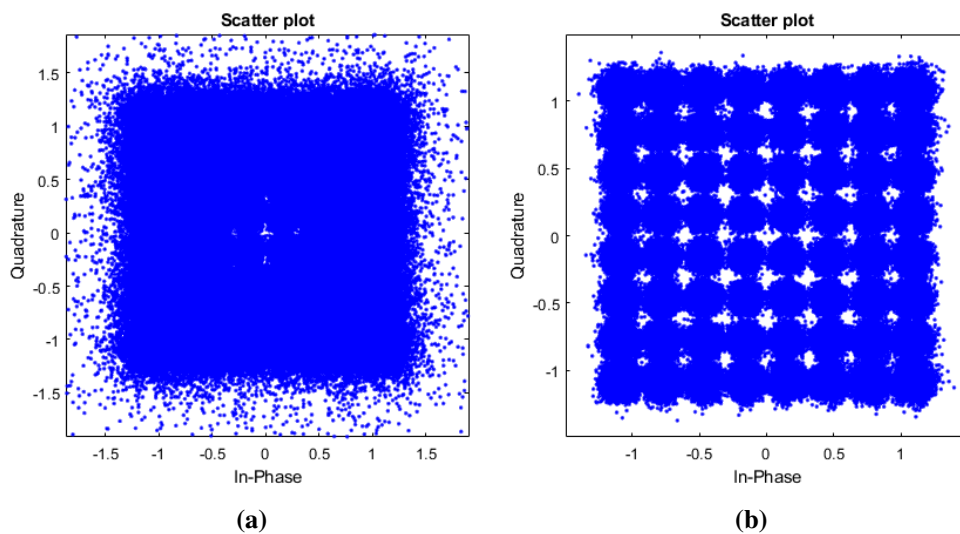 Scatter plot
1.5
1
0.5
0
-0.5
-1
-1.5
Quadrature
-1.5 -1 -0.5 0 0.5 1 1.5
In-Phase
(a)
Scatter plot
1
0.5
0
-0.5
-1
Quadrature
-1 -0.5 0 0.5 1
In-Phase
(b)